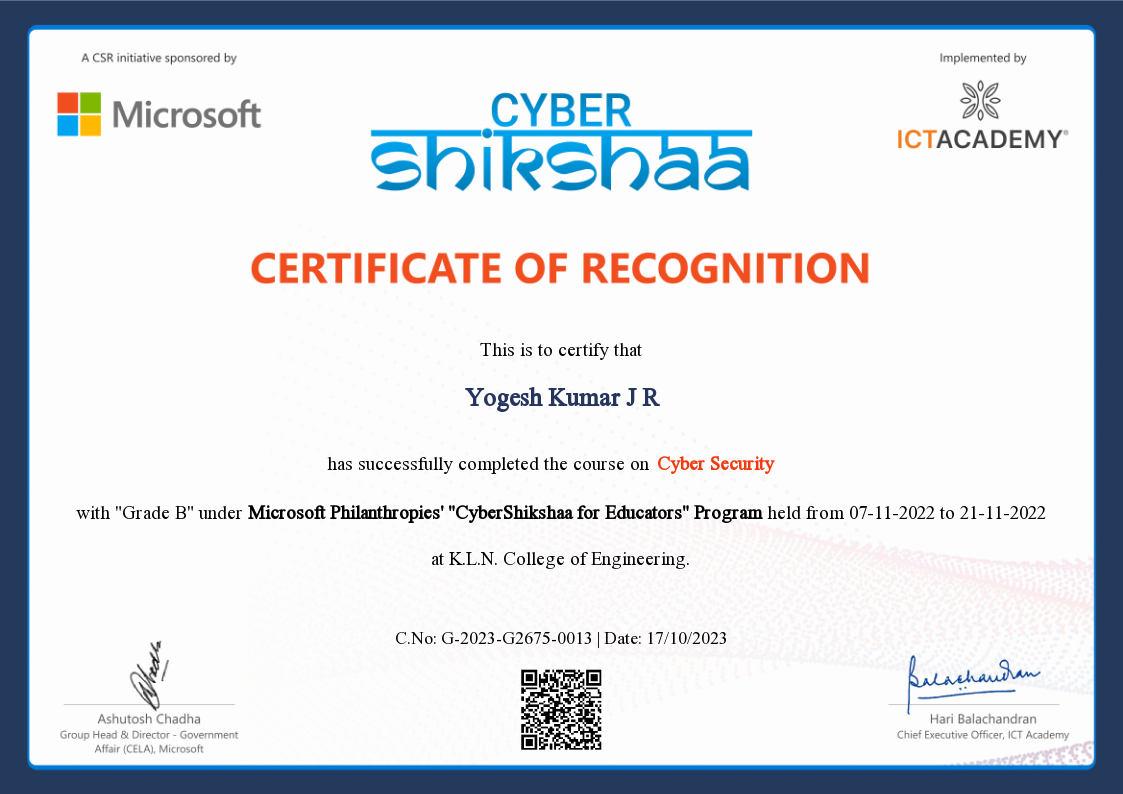 A CSR initiative sponsored by
Microsoft
CYBER
shikshaa
Implemented by
ICTACADEMY®
CERTIFICATE OF RECOGNITION
This is to certify that
Yogesh Kumar J R
has successfully completed the course on Cyber Security
with "Grade B" under Microsoft Philanthropies' "CyberShikshaa for Educators" Program held from 07-11-2022 to 21-11-2022
at K.L.N. College of Engineering.
C.No: G-2023-G2675-0013 | Date: 17/10/2023
Ashutosh Chadha
Group Head & Director - Government
Affair (CELA), Microsoft
Balachandran
Hari Balachandran
Chief Executive Officer, ICT Academy